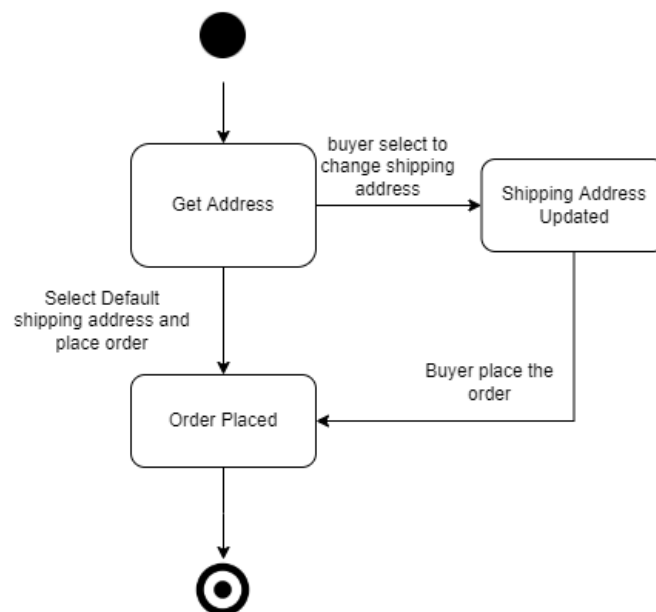 buyer select to
change shipping
address
Get Address
Shipping Address
Updated
Select Default
shipping address and
place order
Buyer place the
order
Order Placed